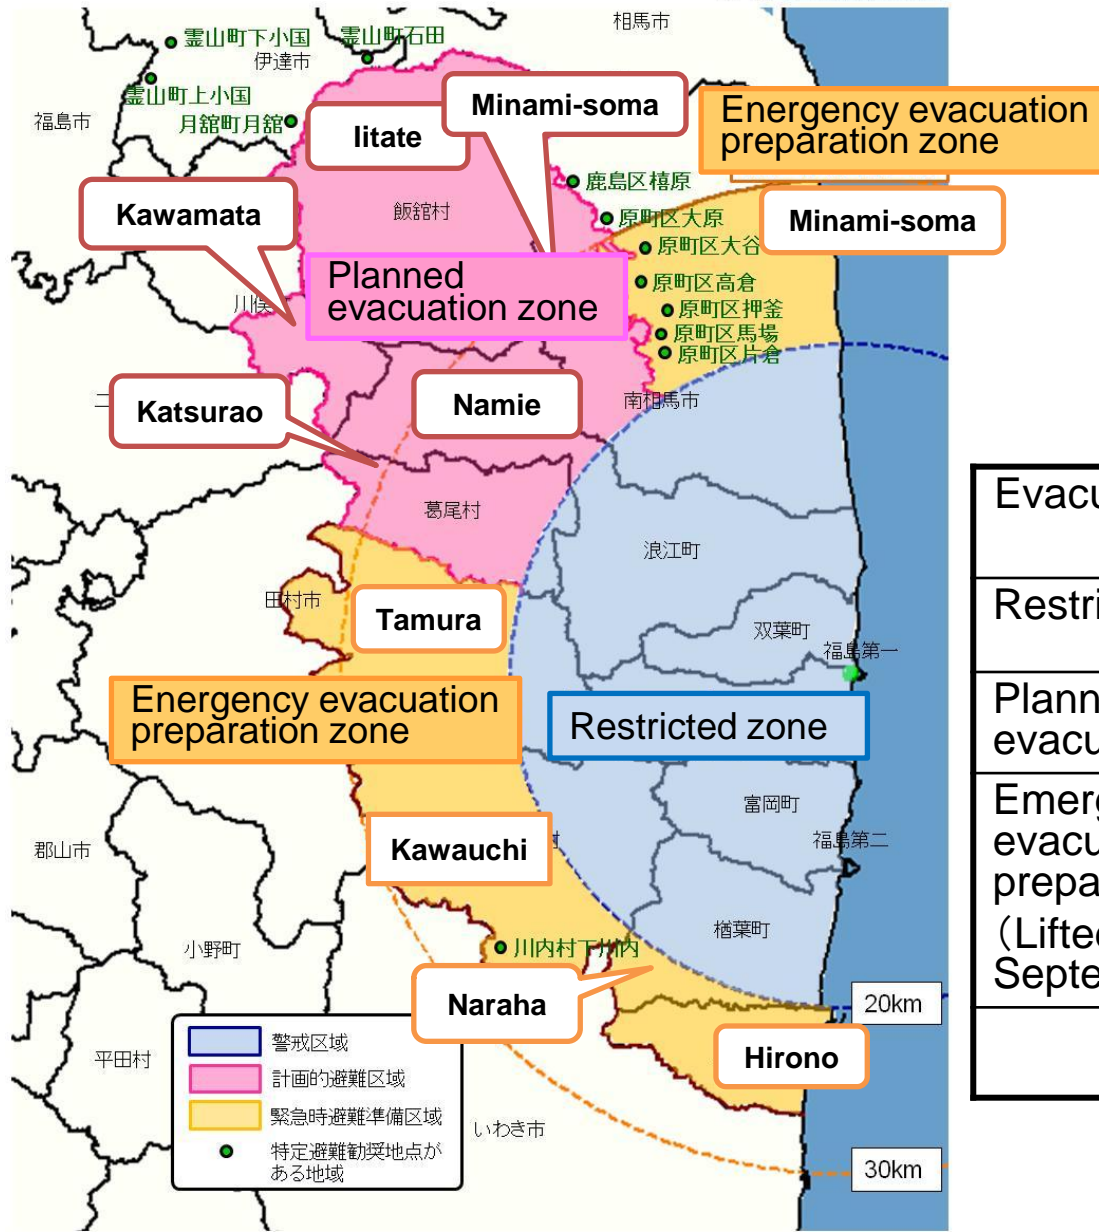 相馬市
霊山町下小国
霊山町石田
伊達市
霊山町上小国
月舘町月舘
福島市
Iitate
Minami-soma
Energy evacuation
preparation zone
鹿島区橲原
Kawamata
飯舘村
原町区大原
Minami-soma
原町区大谷
Planned
evacuation zone
原町区高倉
川俣
原町区押釜
原町区馬場
原町区片倉
Katsurao
Namie
南相馬市
葛尾村
浪江町
田村市
Tamura
双葉町
福島第一
Energency evacuation
preparation zone
Restricted zone
富岡町
郡山市
Kawauchi
村
福島第二
小野町
川内村下川内
楢葉町
Naraha
20km
平田村
Hirono
警戒区域
計画的避難区域
緊急時避難準備区域
特定避難勧奨地点が
ある地域
いわき市
30km
Evacu
Restri
Plann
evacu
Emerg
evacu
prepa
（Lifted
Septe